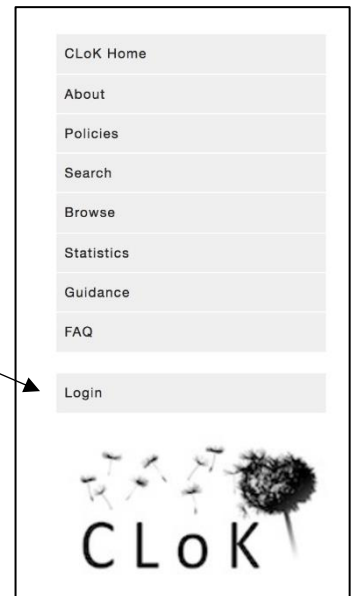 CLoK Home
About
Policies
Search
Browse
Statistics
Guidance
FAQ
Login
CLoK